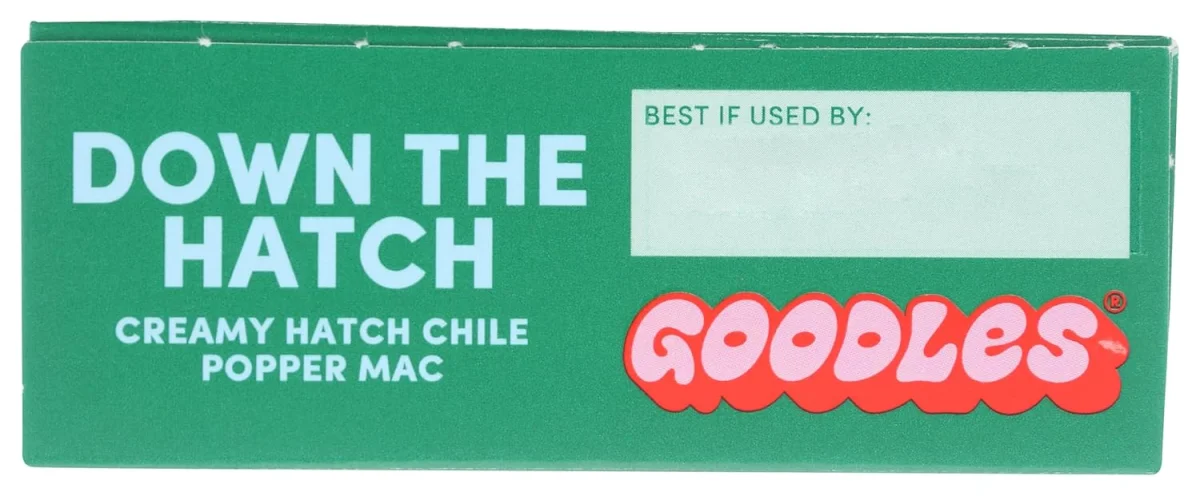 DOWN THE
HATCH
CREAMY HATCH CHILE
POPPER MAC
BEST IF USED BY:
GOODLES®